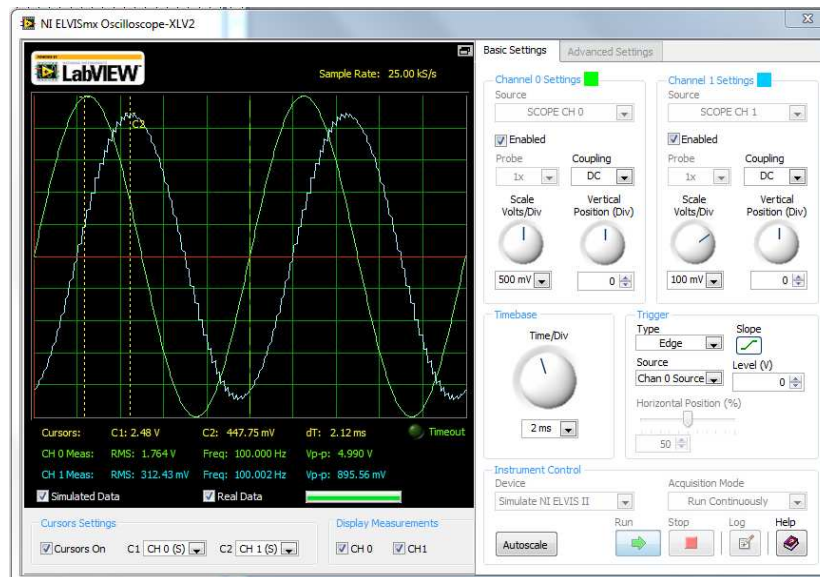 NI ELVISmx Oscilloscope-XLV2
LabVIEW
Sample Rate: 25.00 kS/s
C2
Cursors: C1: 2.48 V C2: 447.75 mV dT: 2.12 ms Timeout
CH 0 Meas: RMS: 1.764 V Freq: 100.000 Hz Vp-p: 4.990 V
CH 1 Meas: RMS: 312.43 mV Freq: 100.002 Hz Vp-p: 895.56 mV
Simulated Data Real Data
Cursors Settings
Cursors On C1 CH 0 (S) C2 CH 1 (S)
Display Measurements
CH 0 CH1
Basic Settings Advanced Settings
Channel 0 Settings
Source
SCOPE CH 0
Enabled
Probe Coupling
1x DC
Scale Vertical
Volts/Div Position (Div)
500 mV 0
Channel 1 Settings
Source
SCOPE CH 1
Enabled
Probe Coupling
1x DC
Scale Vertical
Volts/Div Position (Div)
100 mV 0
Timebase
Time/Div
2 ms
Trigger
Type Slope
Edge
Source Level (V)
Chan 0 Source 0
Horizontal Position (%)
50
Instrument Control
Device Acquisition Mode
Simulate NI ELVIS II Run Continuously
Run Stop Log Help
Autoscale